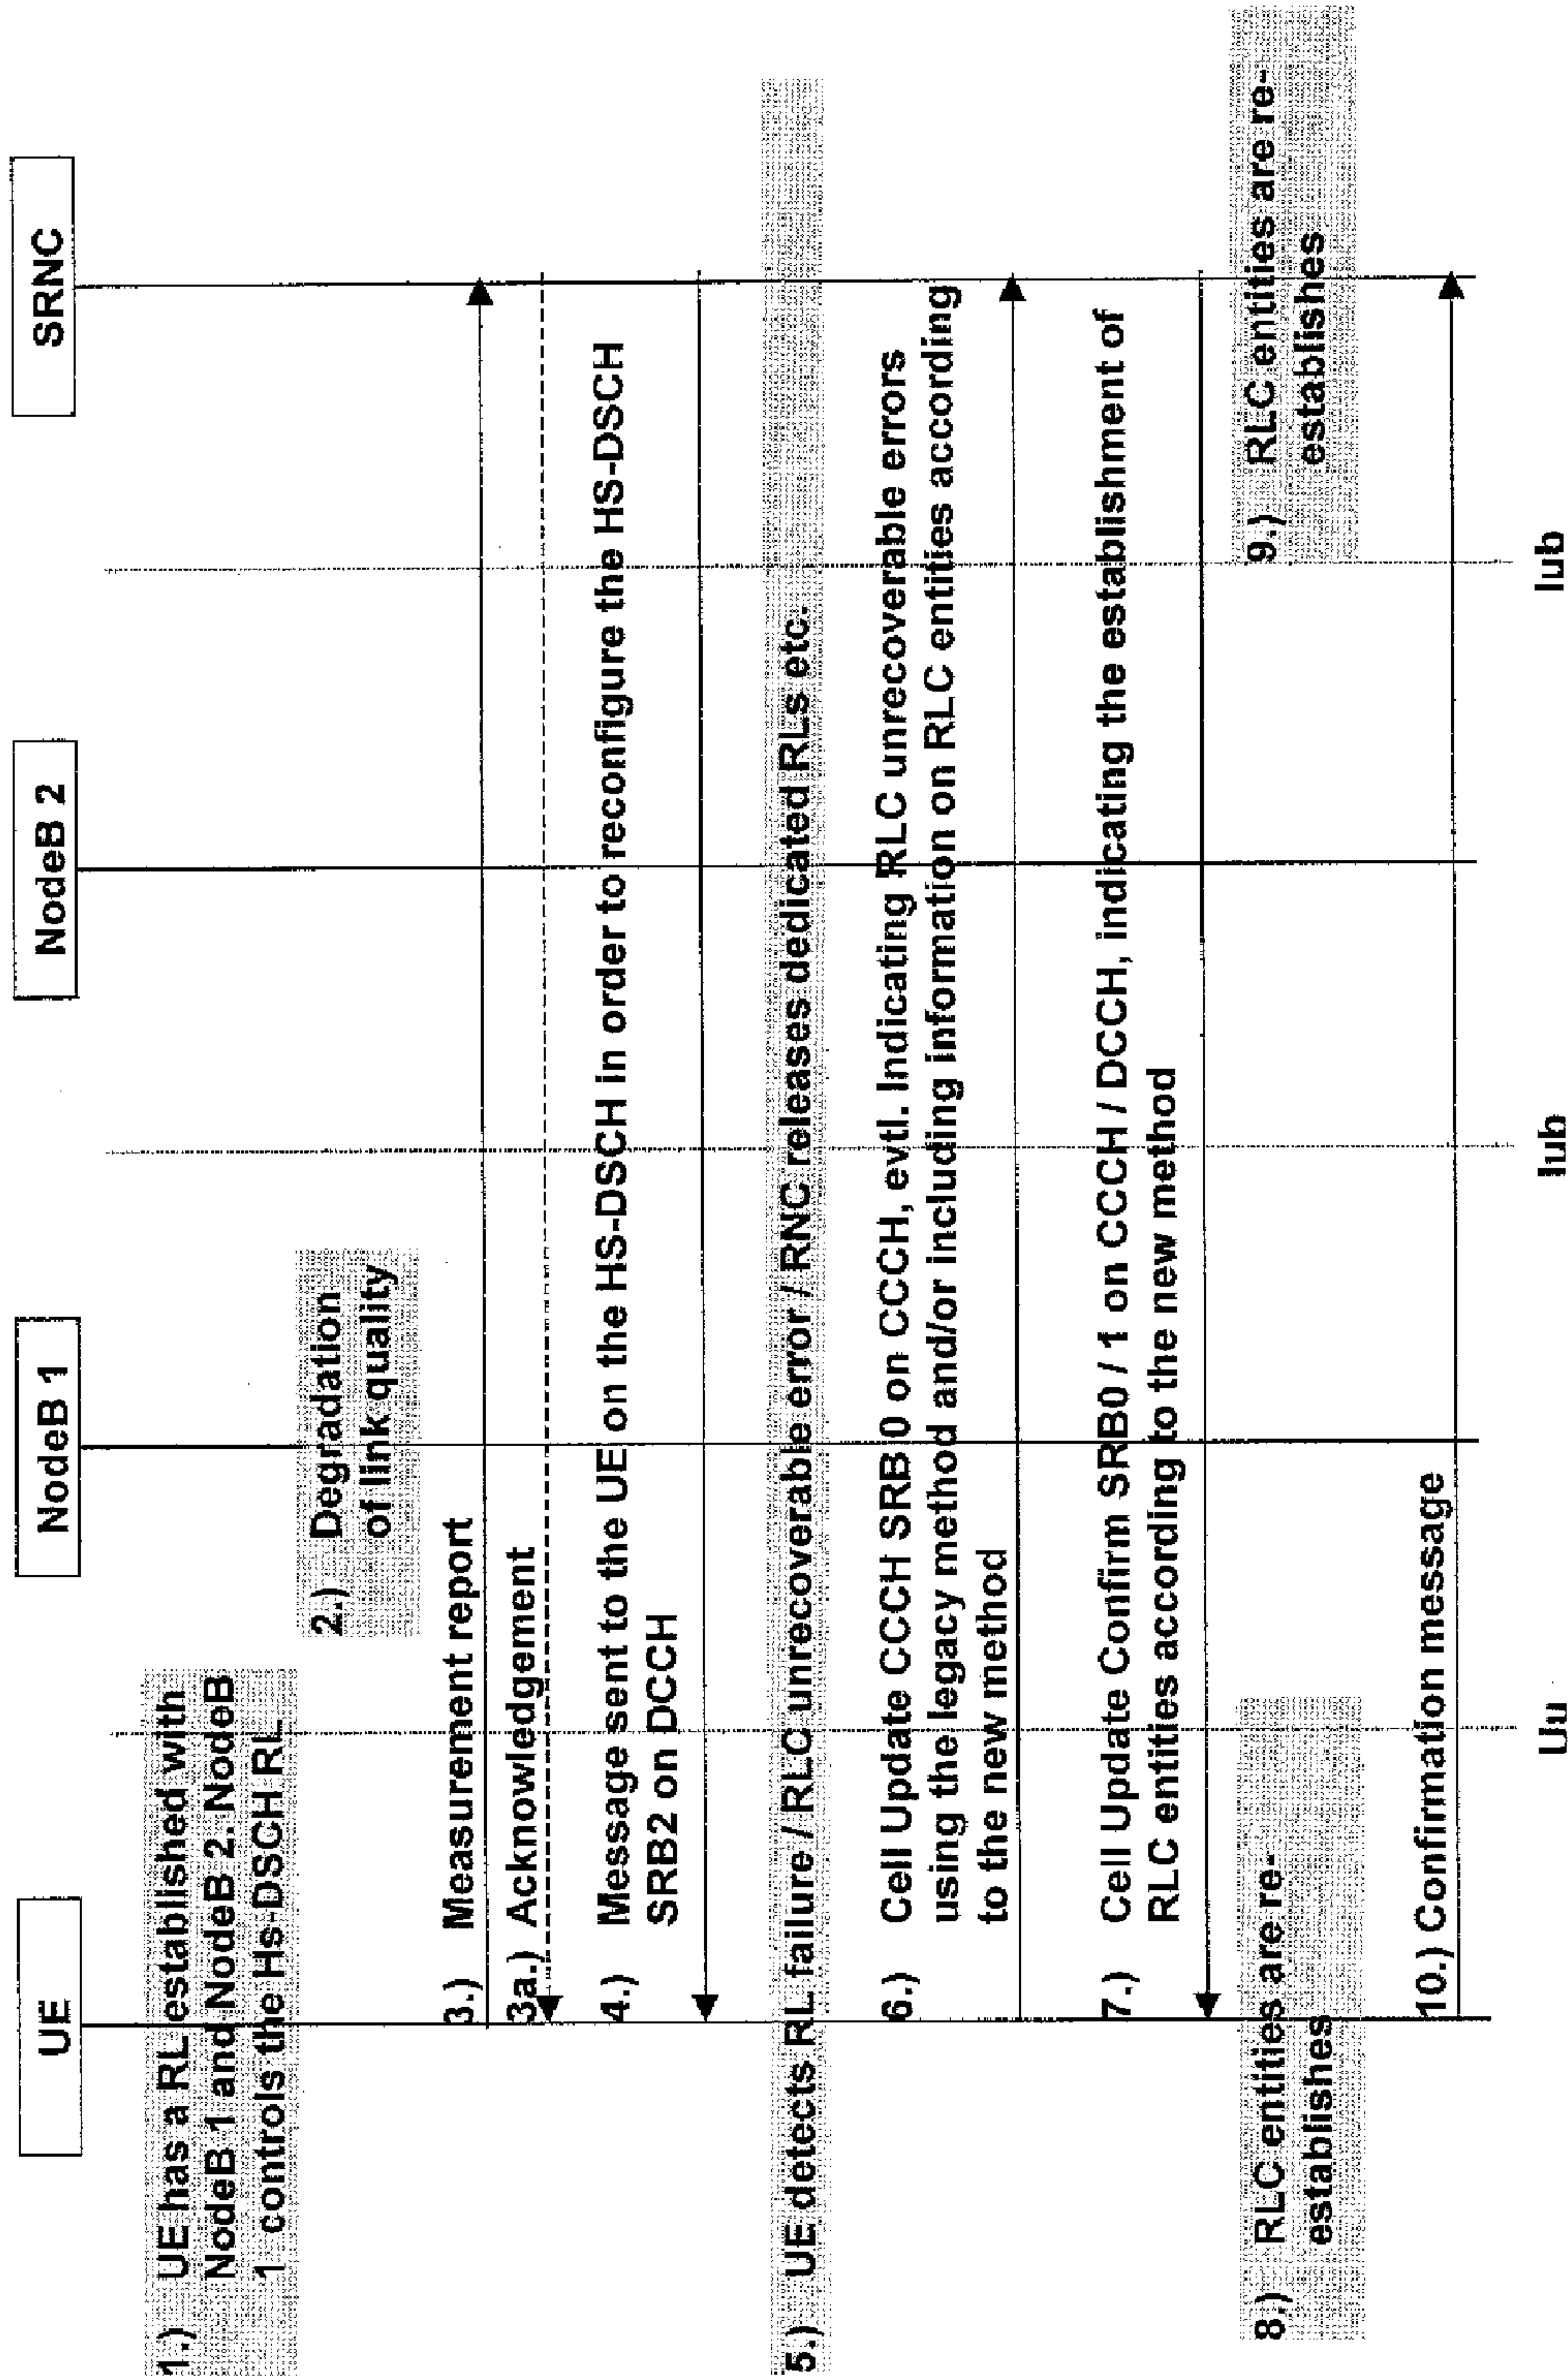 UE
NodeB 1
NodeB 2
SRNC
1.) UE has a RL established with
NodeB 1 and NodeB 2. NodeB
1 controls the Hs-DSCH RL
2.) Degradation
of link quality
3.) Measurement report
3a.) Acknowledgement
4.) Message sent to the UE on the HS-DSCH in order to reconfigure the HS-DSCH
SRB2 on DCCH
5.) UE detects RL failure / RLC unrecoverable error / RNC releases dedicated RLs etc.
6.) Cell Update CCCH SRB 0 on CCCH, evtl. Indicating RLC unrecoverable errors
using the legacy method and/or including information on RLC entities according
to the new method
7.) Cell Update Confirm SRB0 / 1 on CCCH / DCCH, indicating the establishment of
RLC entities according to the new method
8.) RLC entities are re-
establishes
9.) RLC entities are re-
establishes
10.) Confirmation message
Uu
Iub
Iub